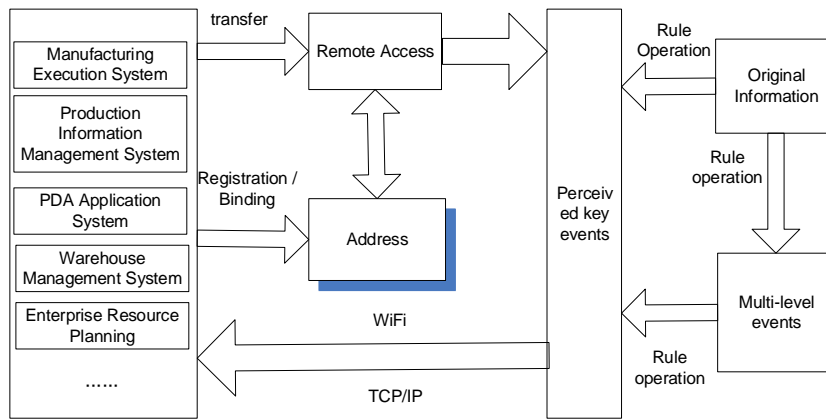 transfer
Manufacturing
Execution System
Production
Information
Management System
PDA Application
System
Warehouse
Management System
Enterprise Resource
Planning
......
Remote Access
Registration /
Binding
Address
WiFi
TCP/IP
Perceiv
ed key
events
Rule
Operation
Original
Information
Rule
operation
Multi-level
events
Rule
operation